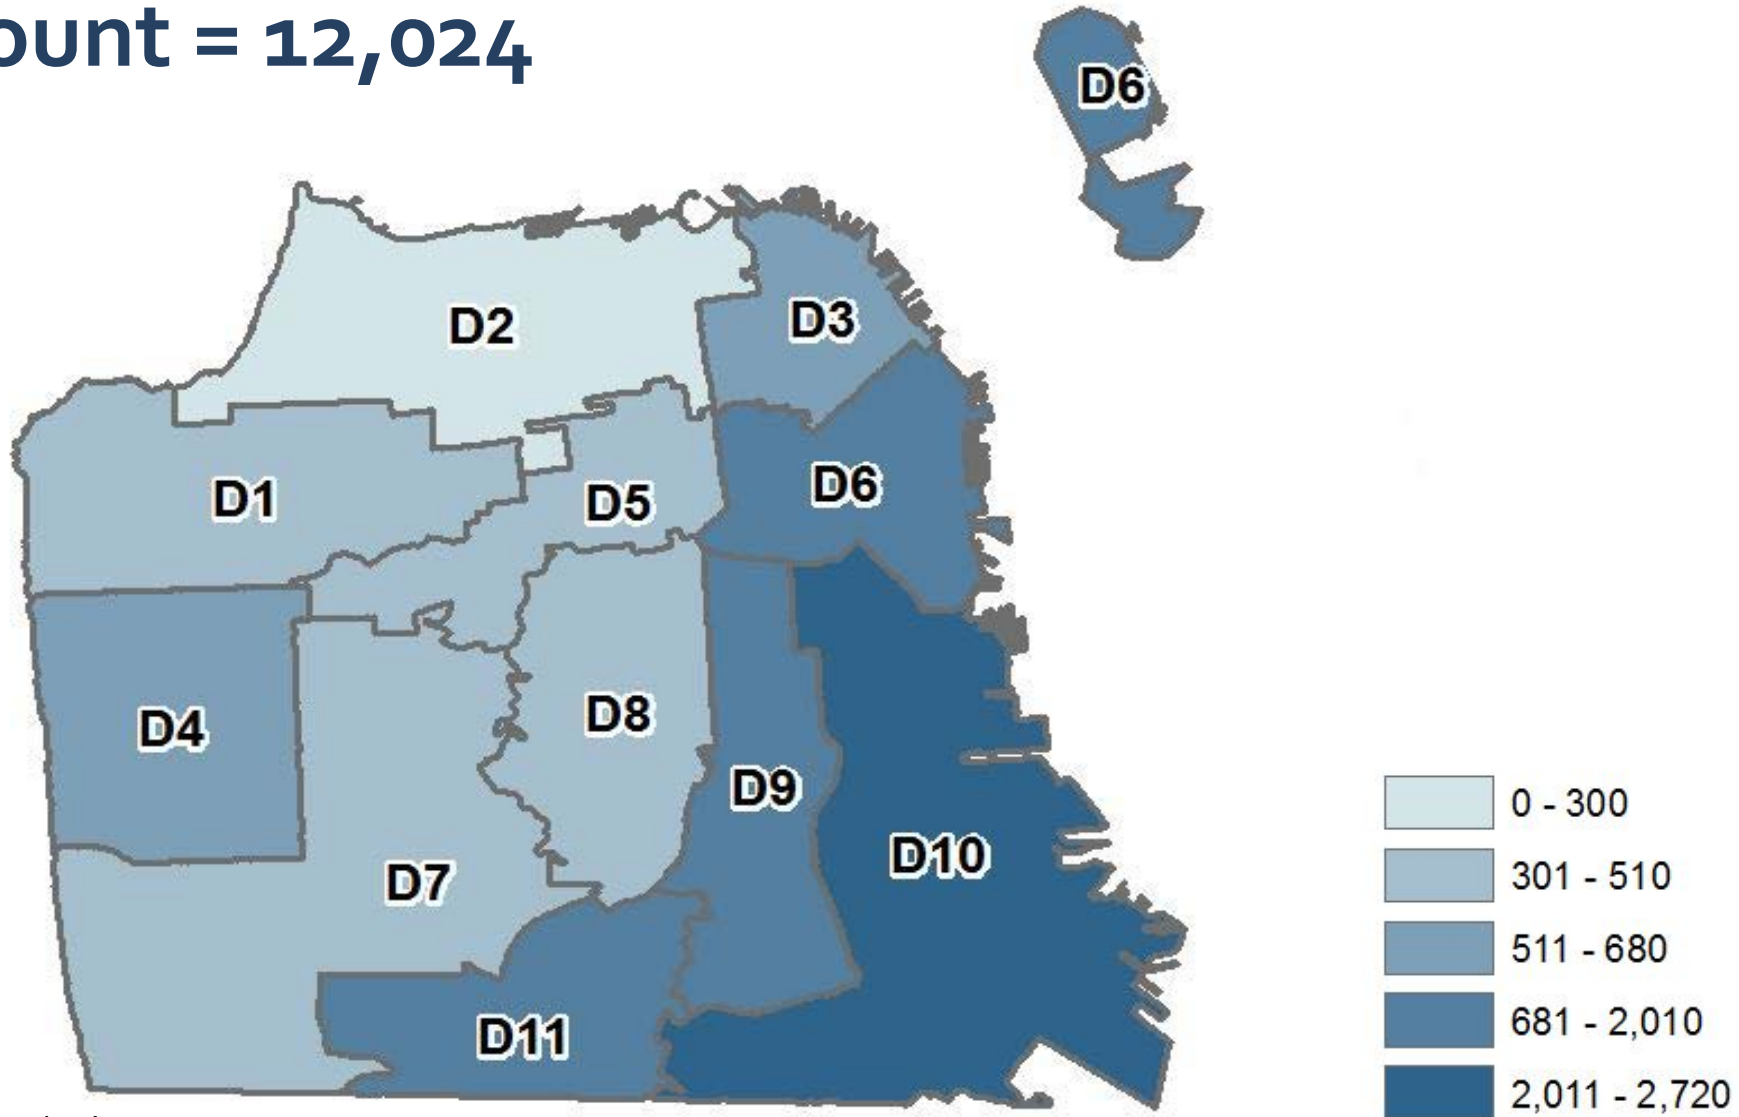 ount = 12,024
D6
D2
D3
D1
D5
D6
D4
D8
D9
D7
D10
D11
0 - 300
301 - 510
511 - 680
681 - 2,010
2,011 - 2,720